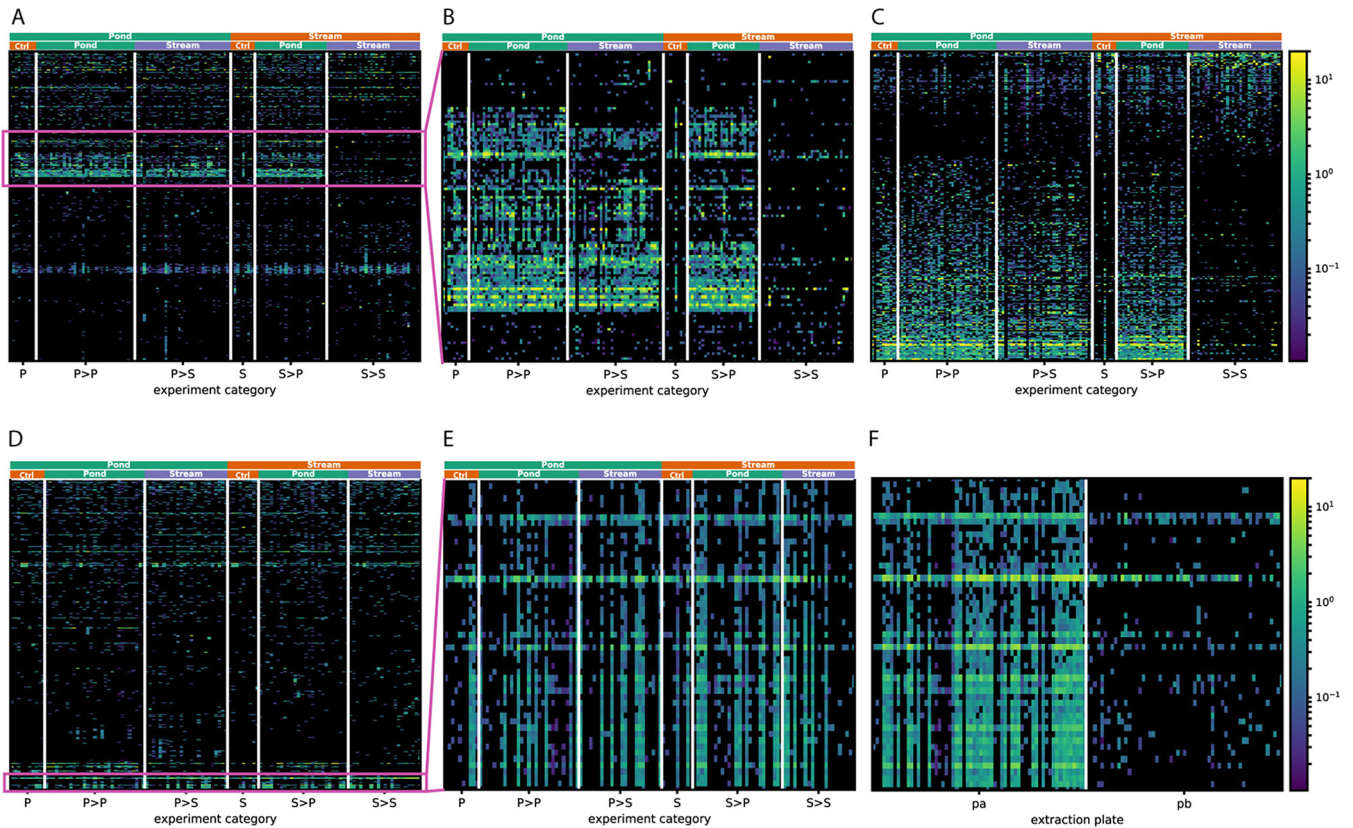 A
B
C
Pond Stream
Ctrl Pond Stream Ctrl Pond Stream
Pond Stream
Ctrl Pond Stream Ctrl Pond Stream
Pond Stream
Ctrl Pond Stream Ctrl Pond Stream
10¹
10⁰
10⁻¹
P P>P P>S S S>P S>S
experiment category
P P>P P>S S S>P S>S
experiment category
P P>P P>S S S>P S>S
experiment category
D
E
F
Pond Stream
Ctrl Pond Stream Ctrl Pond Stream
Pond Stream
Ctrl Pond Stream Ctrl Pond Stream
10¹
10⁰
10⁻¹
P P>P P>S S S>P S>S
experiment category
P P>P P>S S S>P S>S
experiment category
pa pb
extraction plate